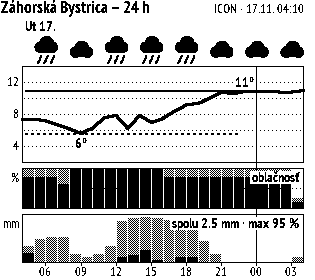 Záhorská Bystrica – 24 h
ICON · 17.11. 04:10
Ut 17.
12
11°
8
4
6°
%
oblačnosť
mm
spolu 2.5 mm · max 95 %
06 09 12 15 18 21 00 03